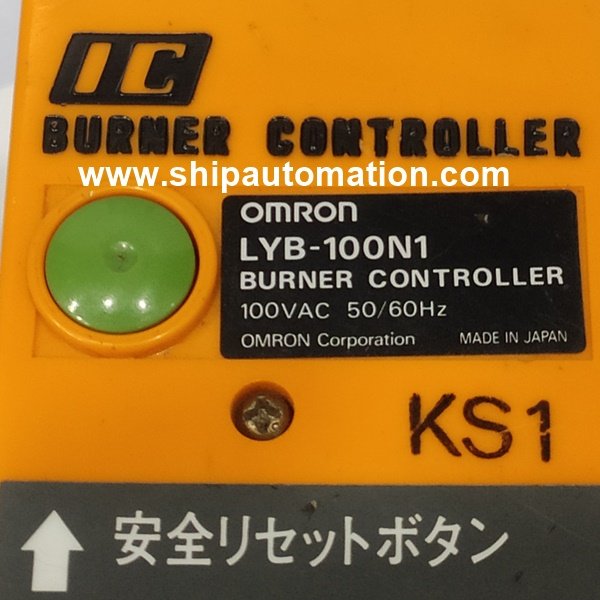 IC
BURNER CONTROLLER
www.shipautomation.com
OMRON
LYB-100N1
BURNER CONTROLLER
100VAC 50/60Hz
OMRON Corporation MADE IN JAPAN
KS1
安全リセットボタン